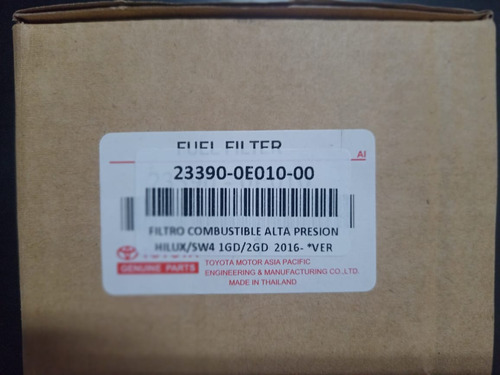 FUEL FILTER
AI
23390-0E010-00
FILTRO COMBUSTIBLE ALTA PRESION
HILUX/SW4 1GD/2GD 2016- *VER
GENUINE PARTS
TOYOTA MOTOR ASIA PACIFIC
ENGINEERING & MANUFACTURING CO.,LTD.
MADE IN THAILAND